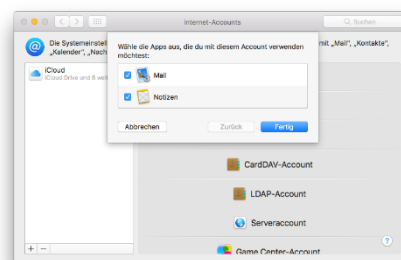 Internet-Accounts
Suchen
Die Systemeinstell
„Kalender“, „Nach
mit „Mail“, „Kontakte“,
Wähle die Apps aus, die du mit diesem Account verwenden
möchtest:
Mail
Notizen
Abbrechen
Zurück
Fertig
iCloud
iCloud Drive und 6 weit
CardDAV-Account
LDAP-Account
Serveraccount
Game Center-Account
+ −
?